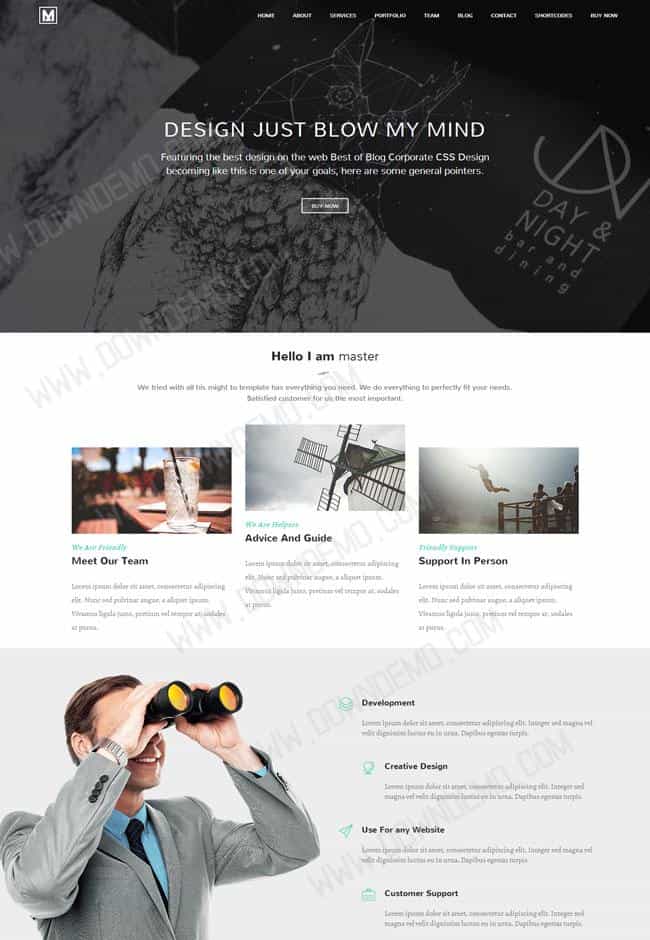 M
HOME ABOUT SERVICES PORTFOLIO TEAM BLOG CONTACT SHORTCODES BUY NOW
DESIGN JUST BLOW MY MIND
Featuring the best design on the web Best of Blog Corporate CSS Design
becoming like this is one of your goals, here are some general pointers.
BUY NOW
DAY &
NIGHT
bar and
dining
Hello I am master
We tried with all his might to template has everything you need. We do everything to perfectly fit your needs.
Satisfied customer for us the most important.
We Are Friendly
Meet Our Team
Lorem ipsum dolor sit amet, consectetur adipiscing
elit. Nunc sed pulvinar augue, a aliquet ipsum.
Vivamus ligula justo, pretium vel tempor at, sodales
at purus.
We Are Helpers
Advice And Guide
Lorem ipsum dolor sit amet, consectetur adipiscing
elit. Nunc sed pulvinar augue, a aliquet ipsum.
Vivamus ligula justo, pretium vel tempor at, sodales
at purus.
Friendly Support
Support In Person
Lorem ipsum dolor sit amet, consectetur adipiscing
elit. Nunc sed pulvinar augue, a aliquet ipsum.
Vivamus ligula justo, pretium vel tempor at, sodales
at purus.
Development
Lorem ipsum dolor sit amet, consectetur adipiscing elit. Integer sed magna vel
velit dignissim luctus eu in urna. Dapibus egestas turpis.
Creative Design
Lorem ipsum dolor sit amet, consectetur adipiscing elit. Integer sed
magna vel velit dignissim luctus eu in urna. Dapibus egestas turpis.
Use For any Website
Lorem ipsum dolor sit amet, consectetur adipiscing elit. Integer sed magna vel
velit dignissim luctus eu in urna. Dapibus egestas turpis.
Customer Support
Lorem ipsum dolor sit amet, consectetur adipiscing elit. Integer sed
magna vel velit dignissim luctus eu in urna. Dapibus egestas turpis.
WWW.DOWNDEMO.COM
WWW.DOWNDEMO.COM
WWW.DOWNDEMO.COM
WWW.DOWNDEMO.COM